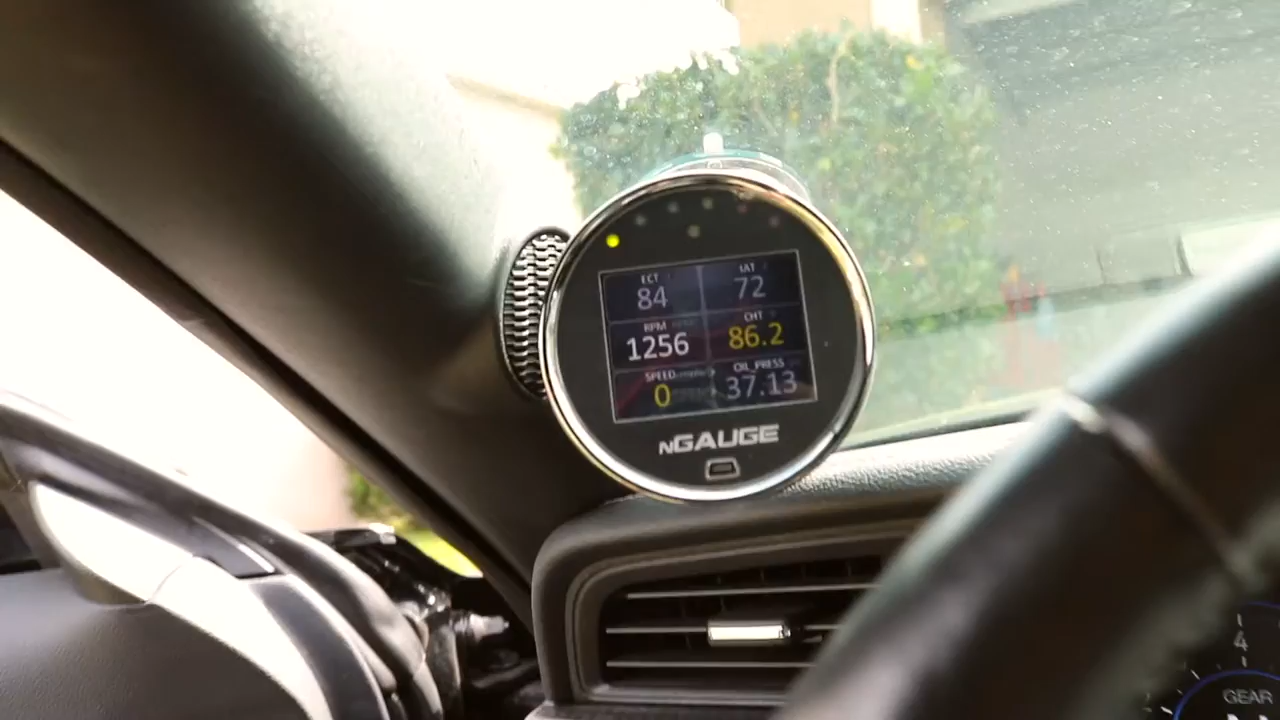 ECT
84
IAT
72
RPM
1256
CHT
86.2
SPEED
0
OIL_PRESS
37.13
nGAUGE
4
GEAR